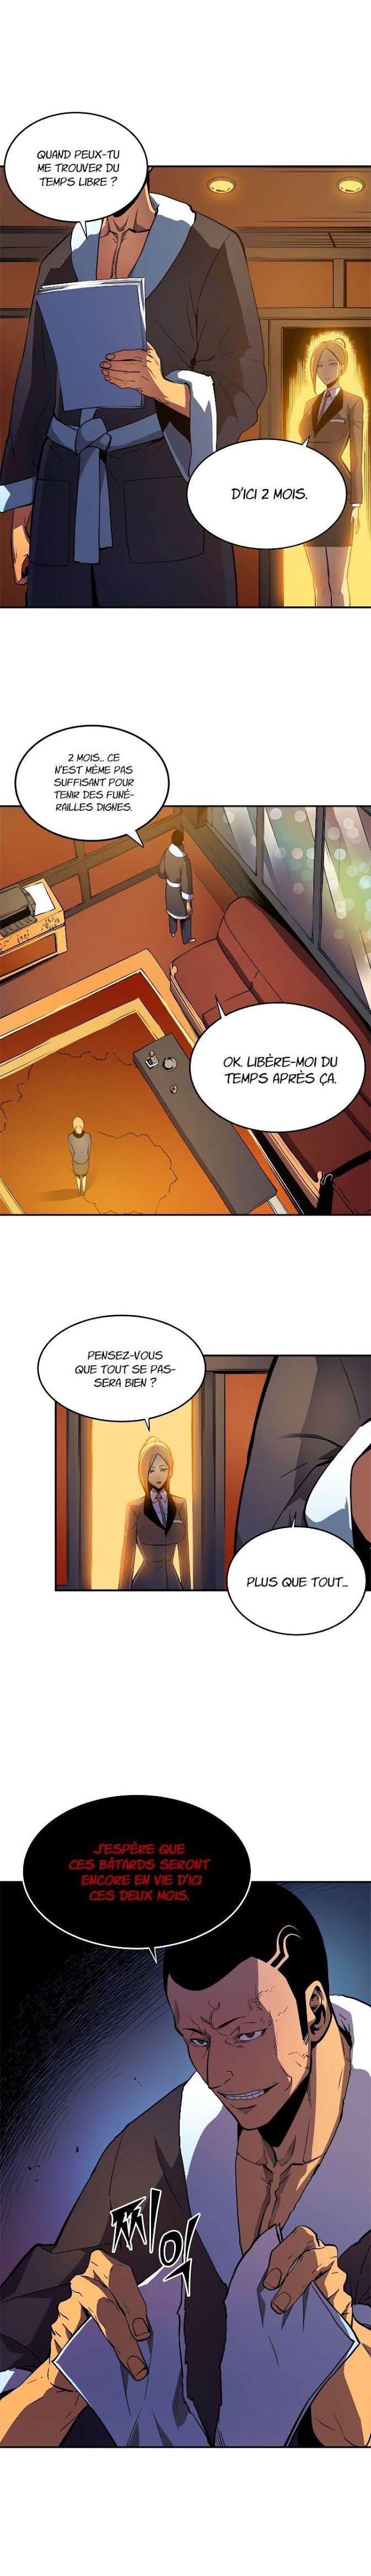 QUAND PEUX-TU
ME TROUVER DU
TEMPS LIBRE ?
D'ICI 2 MOIS.
2 MOIS... CE
N'EST MÊME PAS
SUFFISANT POUR
TENIR DES FUNÉ-
RAILLES DIGNES.
OK. LIBÈRE-MOI DU
TEMPS APRÈS ÇA.
PENSEZ-VOUS
QUE TOUT SE PAS-
SERA BIEN ?
PLUS QUE TOUT...
J'ESPÈRE QUE
CES BÂTARDS SERONT
ENCORE EN VIE D'ICI
CES DEUX MOIS.
찌익